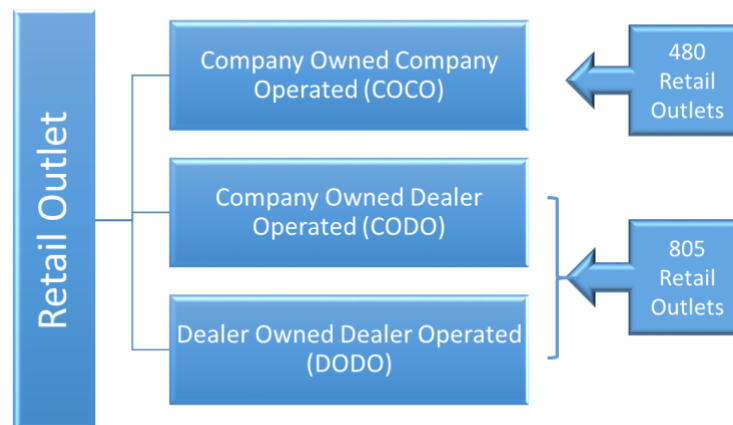 Retail Outlet
Company Owned Company
Operated (COCO)
480
Retail
Outlets
Company Owned Dealer
Operated (CODO)
Dealer Owned Dealer Operated
(DODO)
805
Retail
Outlets